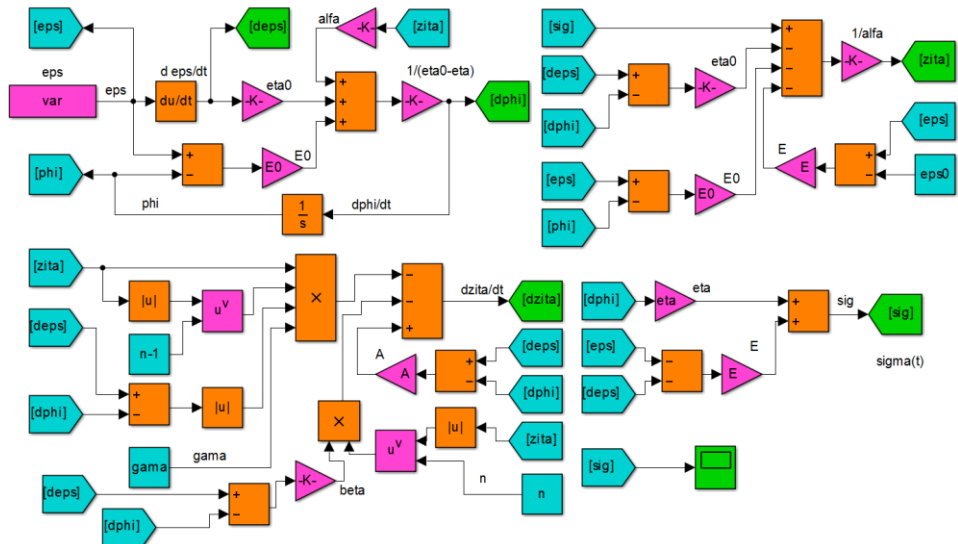 [eps]
[deps]
alfa
-K-
[zita]
eps
var
eps
d eps/dt
du/dt
-K-
eta0
+
+
+
1/(eta0-eta)
-K-
[dphi]
[phi]
+
−
E0
E0
phi
1
s
dphi/dt
[sig]
+
−
−
−
1/alfa
-K-
[zita]
[deps]
[dphi]
+
−
eta0
-K-
[eps]
[phi]
+
−
E0
E0
E
E
+
−
[eps]
eps0
[zita]
|u|
uv
n-1
[deps]
[dphi]
+
−
|u|
×
gama
gama
[deps]
[dphi]
+
−
-K-
beta
−
−
+
dzita/dt
[dzita]
A
A
+
−
[deps]
[dphi]
×
uv
|u|
[zita]
n
n
[dphi]
eta
eta
[eps]
[deps]
−
−
E
E
+
+
sig
[sig]
sigma(t)
[sig]